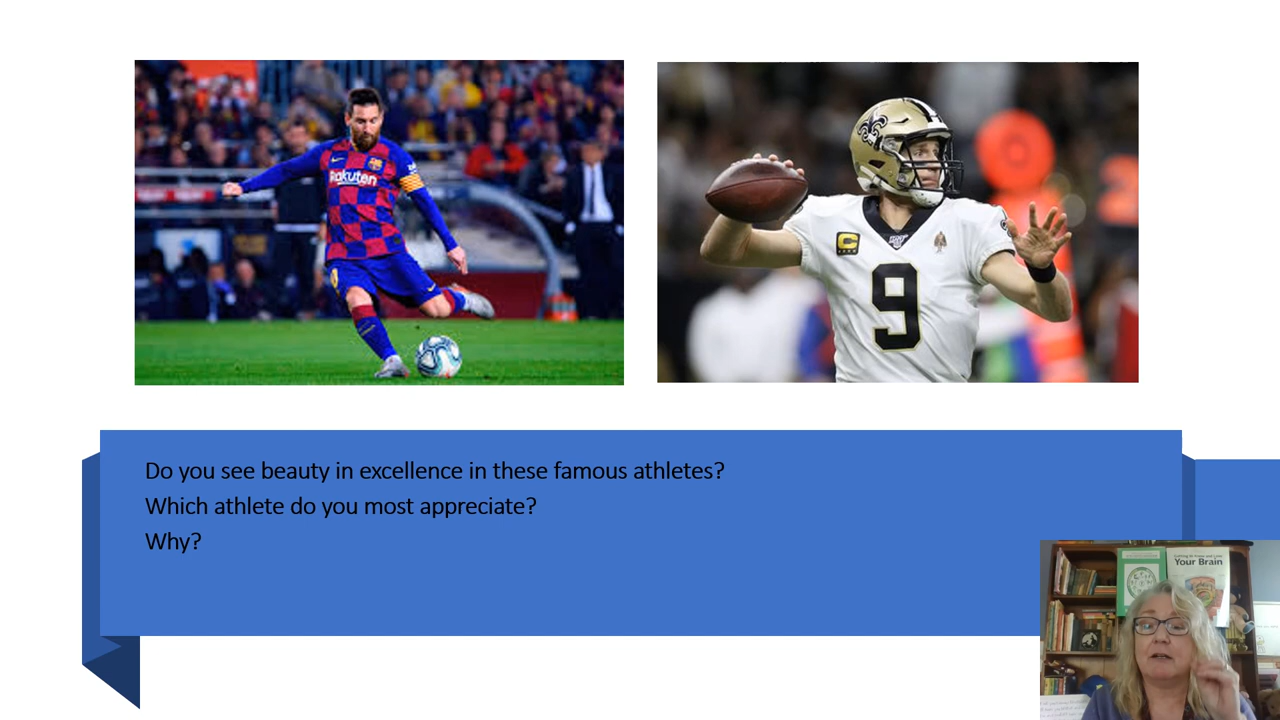 Rakuten
C
9
Do you see beauty in excellence in these famous athletes?
Which athlete do you most appreciate?
Why?
Your Brain